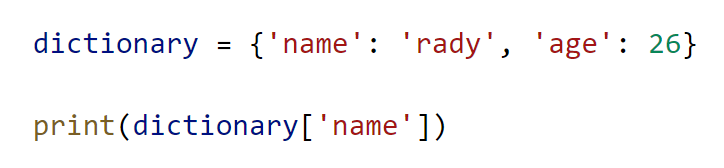 dictionary = {'name': 'rady', 'age': 26}
print(dictionary['name'])